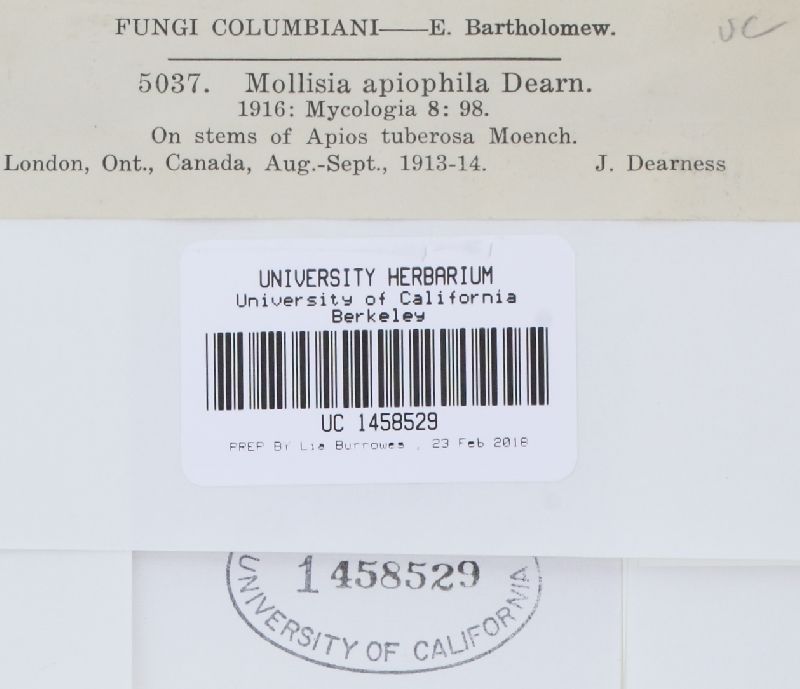 FUNGI COLUMBIANI—E. Bartholomew.
UC
5037. Mollisia apiophila Dearn.
1916: Mycologia 8: 98.
On stems of Apios tuberosa Moench.
London, Ont., Canada, Aug.-Sept., 1913-14. J. Dearness
UNIVERSITY HERBARIUM
University of California
Berkeley
UC 1458529
PREP BY Lia Burrowes , 23 Feb 2018
1458529
UNIVERSITY OF CALIFORNIA